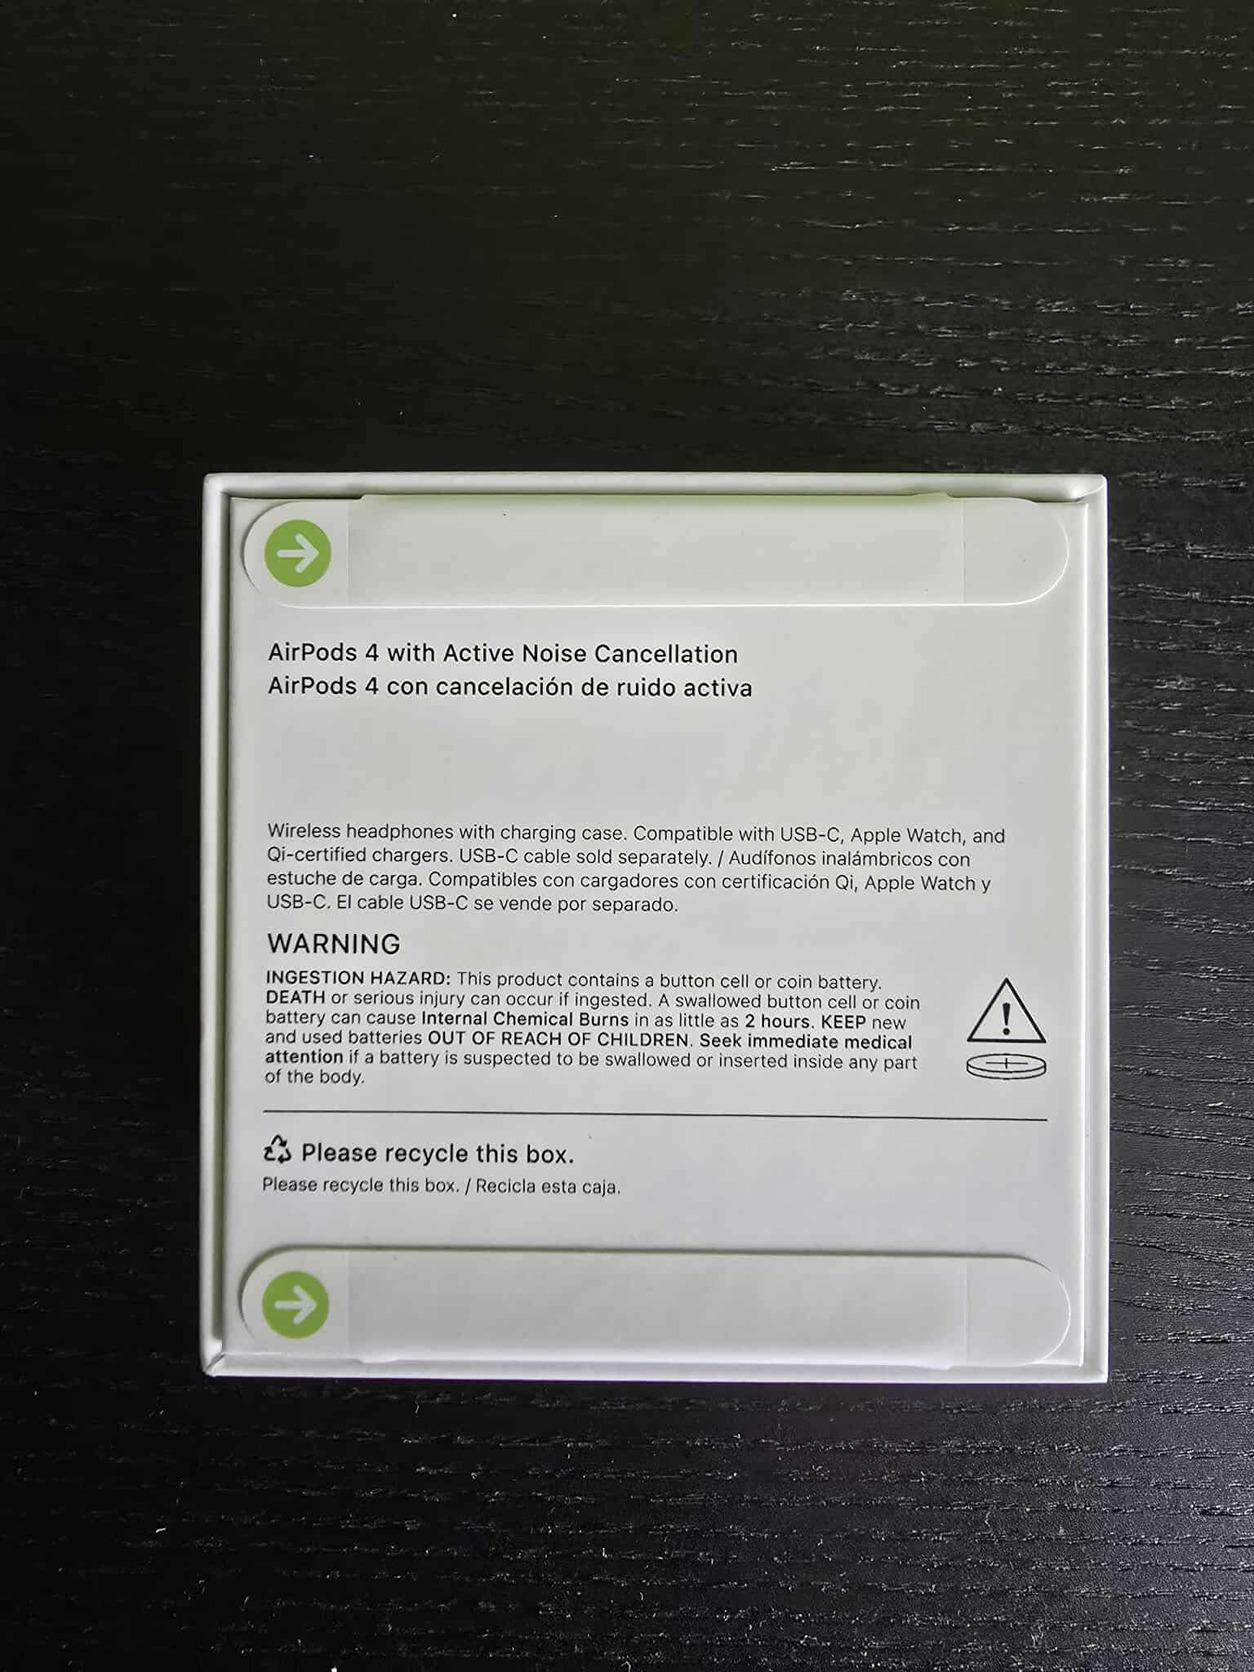 AirPods 4 with Active Noise Cancellation
AirPods 4 con cancelación de ruido activa
Wireless headphones with charging case. Compatible with USB-C, Apple Watch, and
Qi-certified chargers. USB-C cable sold separately. / Audífonos inalámbricos con
estuche de carga. Compatibles con cargadores con certificación Qi, Apple Watch y
USB-C. El cable USB-C se vende por separado.
WARNING
INGESTION HAZARD: This product contains a button cell or coin battery.
DEATH or serious injury can occur if ingested. A swallowed button cell or coin
battery can cause Internal Chemical Burns in as little as 2 hours. KEEP new
and used batteries OUT OF REACH OF CHILDREN. Seek immediate medical
attention if a battery is suspected to be swallowed or inserted inside any part
of the body.
Please recycle this box.
Please recycle this box. / Recicla esta caja.